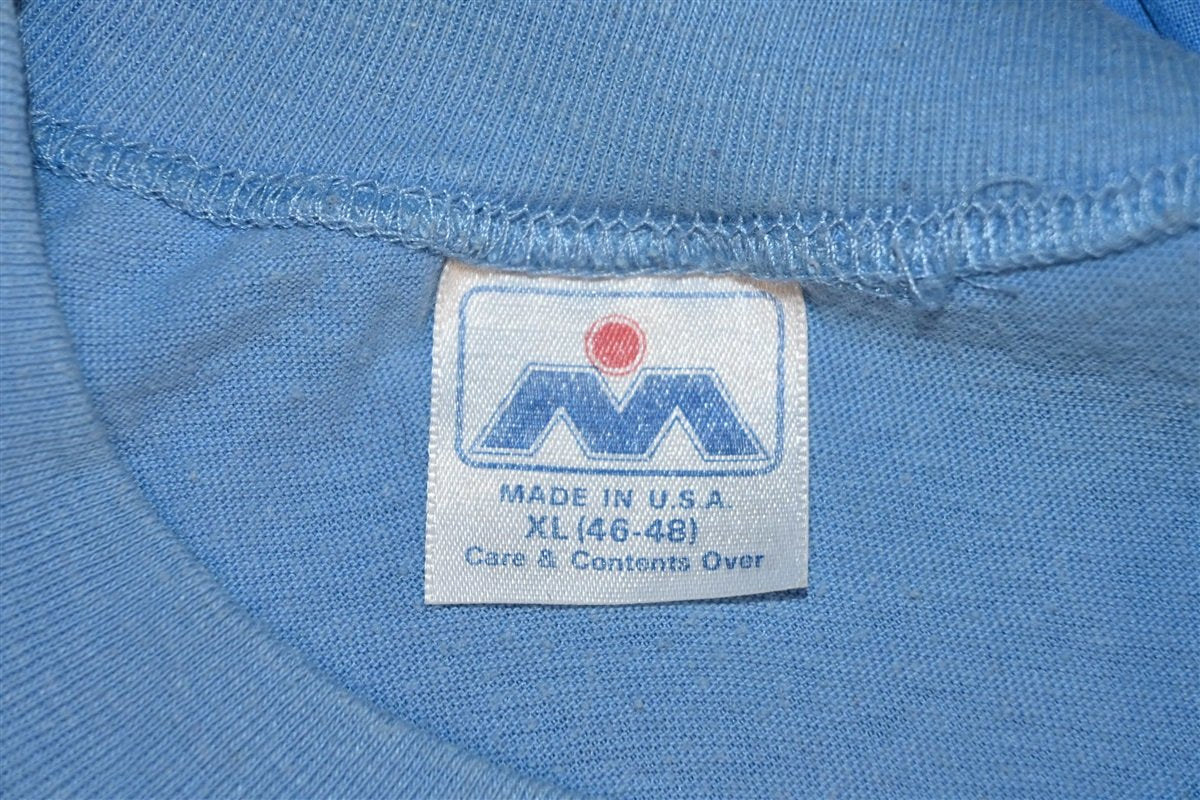 MADE IN U.S.A.
XL (46-48)
Care & Contents Over